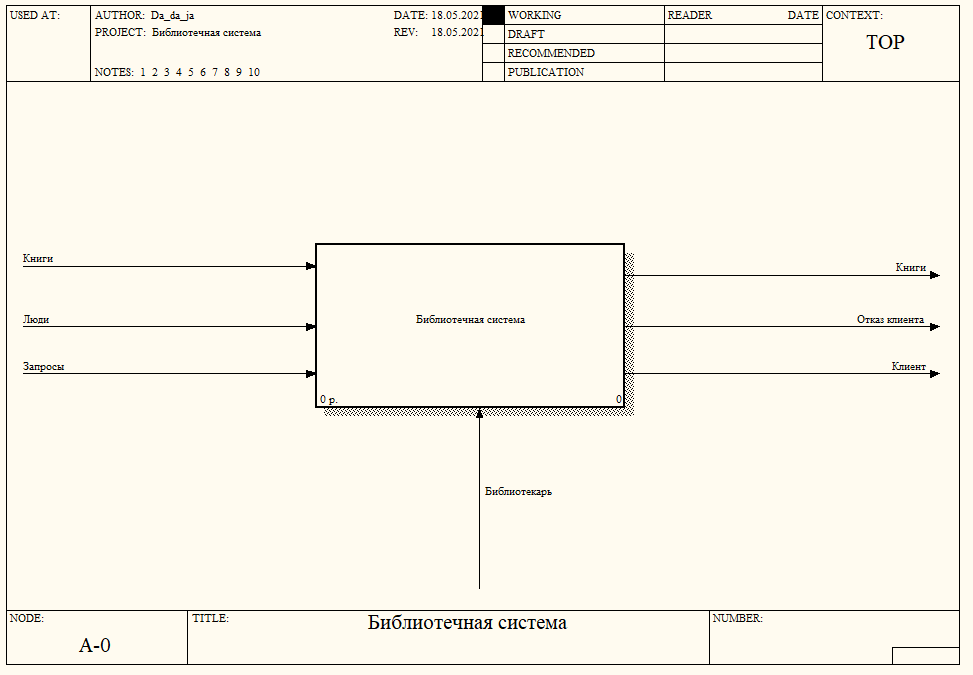 USED AT:
AUTHOR: Da_da_ja
DATE: 18.05.2021
PROJECT: Библиотечная система
REV: 18.05.2021
NOTES: 1 2 3 4 5 6 7 8 9 10
WORKING
DRAFT
RECOMMENDED
PUBLICATION
READER DATE
CONTEXT:
TOP
Книги
Люди
Запросы
Библиотечная система
0 р.
0
Книги
Отказ клиента
Клиент
Библиотекарь
NODE:
A-0
TITLE:
Библиотечная система
NUMBER: